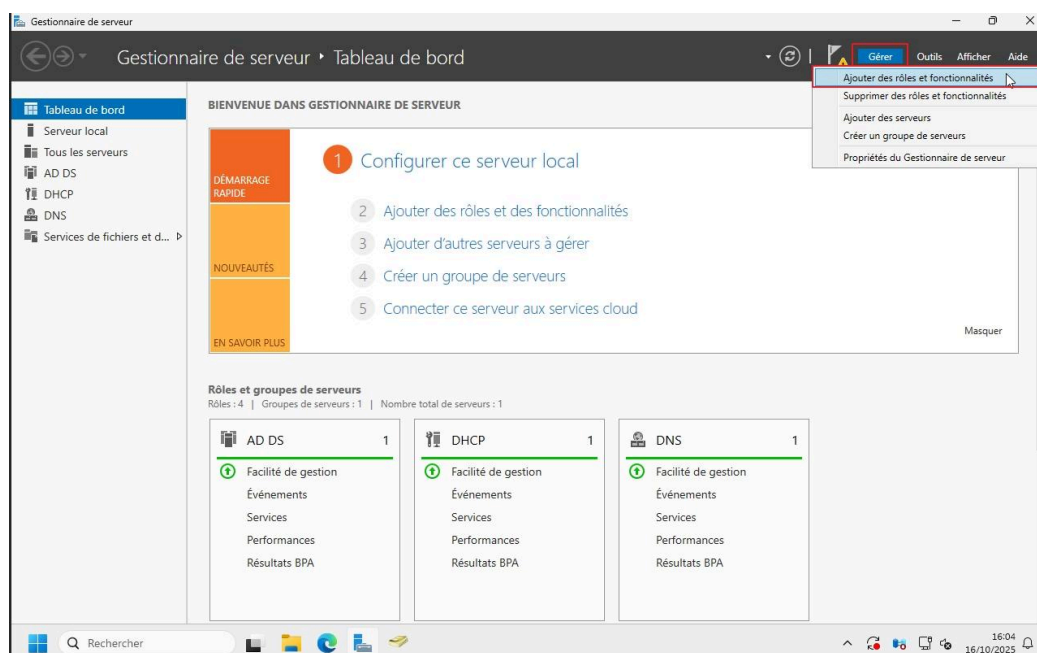 Gestionnaire de serveur
Gestionnaire de serveur ‣ Tableau de bord
Gérer Outils Afficher Aide
Ajouter des rôles et fonctionnalités
Supprimer des rôles et fonctionnalités
Ajouter des serveurs
Créer un groupe de serveurs
Propriétés du Gestionnaire de serveur
Tableau de bord
Serveur local
Tous les serveurs
AD DS
DHCP
DNS
Services de fichiers et d...
BIENVENUE DANS GESTIONNAIRE DE SERVEUR
DÉMARRAGE
RAPIDE
NOUVEAUTÉS
EN SAVOIR PLUS
1 Configurer ce serveur local
2 Ajouter des rôles et des fonctionnalités
3 Ajouter d'autres serveurs à gérer
4 Créer un groupe de serveurs
5 Connecter ce serveur aux services cloud
Masquer
Rôles et groupes de serveurs
Rôles : 4 | Groupes de serveurs : 1 | Nombre total de serveurs : 1
AD DS 1
Facilité de gestion
Événements
Services
Performances
Résultats BPA
DHCP 1
Facilité de gestion
Événements
Services
Performances
Résultats BPA
DNS 1
Facilité de gestion
Événements
Services
Performances
Résultats BPA
Rechercher
16:04
16/10/2025